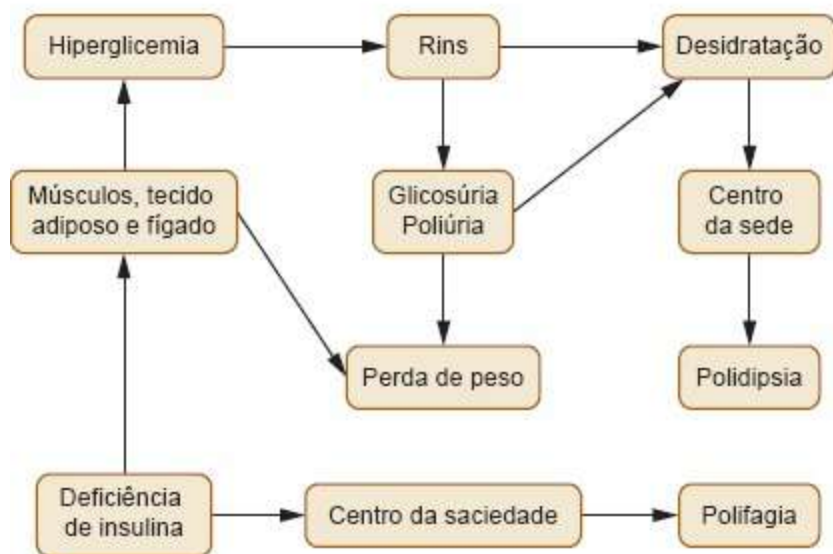 Hiperglicemia
Rins
Desidratação
Músculos, tecido
adiposo e fígado
Glicosúria
Poliúria
Centro
da sede
Perda de peso
Polidipsia
Deficiência
de insulina
Centro da saciedade
Polifagia